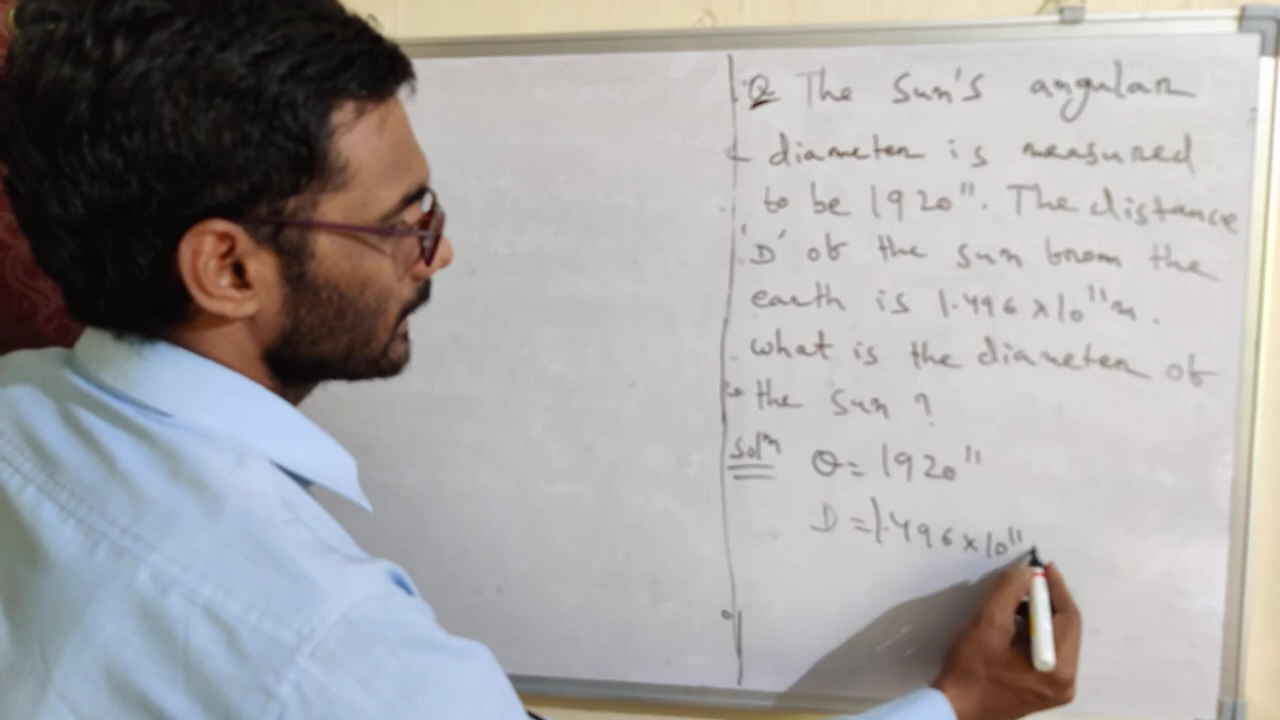 Q The Sun's angular
diameter is measured
to be 1920". The distance
'D' of the sun from the
earth is 1.496 x 10¹¹ m.
what is the diameter of
the sun ?
Solⁿ θ = 1920"
D = 1.496 x 10¹¹